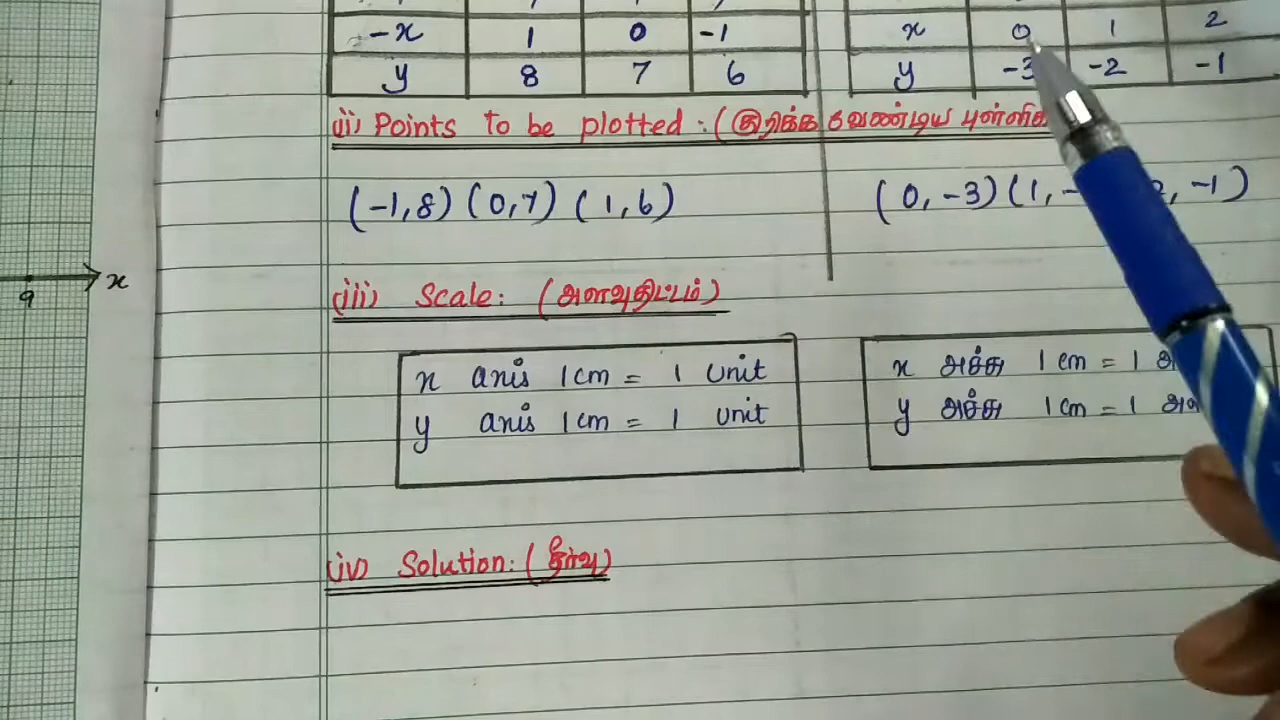 -x 1 0 -1
y 8 7 6
x 0 1 2
y -3 -2 -1
(ii) Points to be plotted : (குறிக்க வேண்டிய புள்ளிக
(-1,8) (0,7) (1,6)
(0,-3) (1,- , -1)
x
9
(iii) Scale: (அளவுதிட்டம்)
x axis 1cm = 1 unit
y axis 1cm = 1 unit
x அச்சு 1 cm = 1
y அச்சு 1cm = 1
(iv) Solution: (தீர்வு)